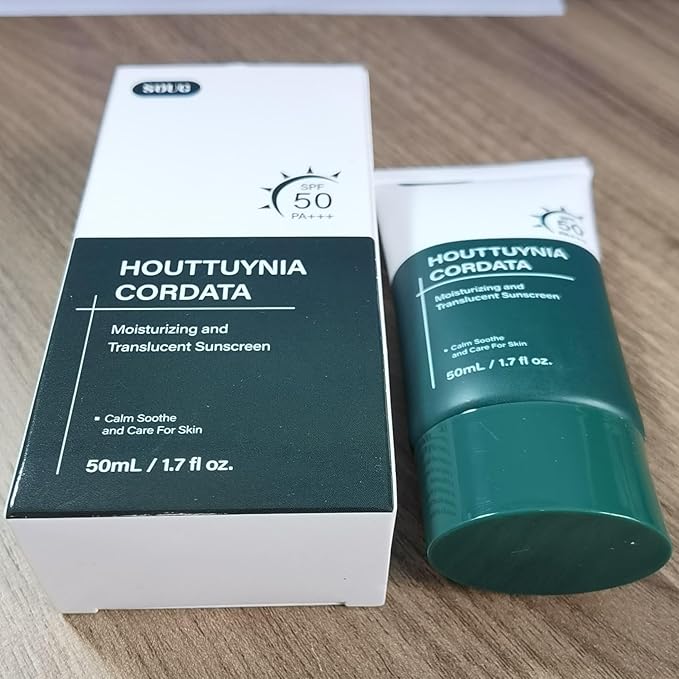 SOUG
SPF
50
PA+++
HOUTTUYNIA
CORDATA
Moisturizing and
Translucent Sunscreen
Calm Soothe
and Care For Skin
50mL / 1.7 fl oz.
50
PA+++
HOUTTUYNIA
CORDATA
Moisturizing and
Translucent Sunscreen
Calm Soothe
and Care For Skin
50mL / 1.7 fl oz.